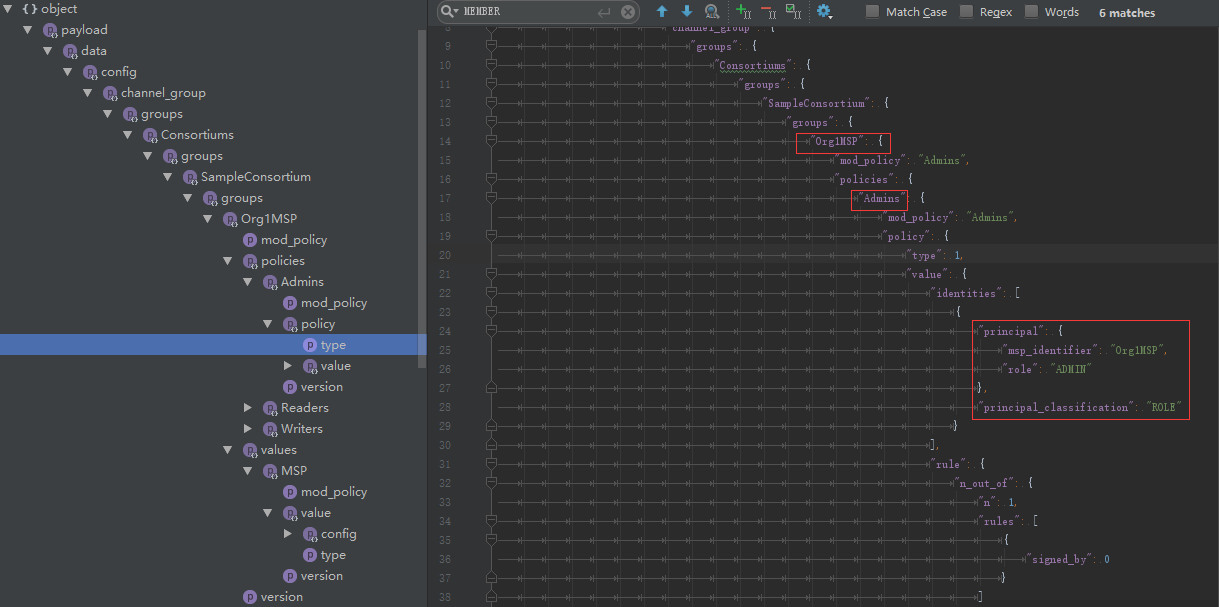 object
payload
data
config
channel_group
groups
Consortiums
groups
SampleConsortium
groups
Org1MSP
mod_policy
policies
Admins
mod_policy
policy
type
value
version
Readers
Writers
values
MSP
mod_policy
value
config
type
version
version
MEMBER
Match Case
Regex
Words
6 matches
8 "channel_group": {
9 "groups": {
10 "Consortiums": {
11 "groups": {
12 "SampleConsortium": {
13 "groups": {
14 "Org1MSP": {
15 "mod_policy": "Admins",
16 "policies": {
17 "Admins": {
18 "mod_policy": "Admins",
19 "policy": {
20 "type": 1,
21 "value": {
22 "identities": [
23 {
24 "principal": {
25 "msp_identifier": "Org1MSP",
26 "role": "ADMIN"
27 },
28 "principal_classification": "ROLE"
29 }
30 ],
31 "rule": {
32 "n_out_of": {
33 "n": 1,
34 "rules": [
35 {
36 "signed_by": 0
37 }
38 ]